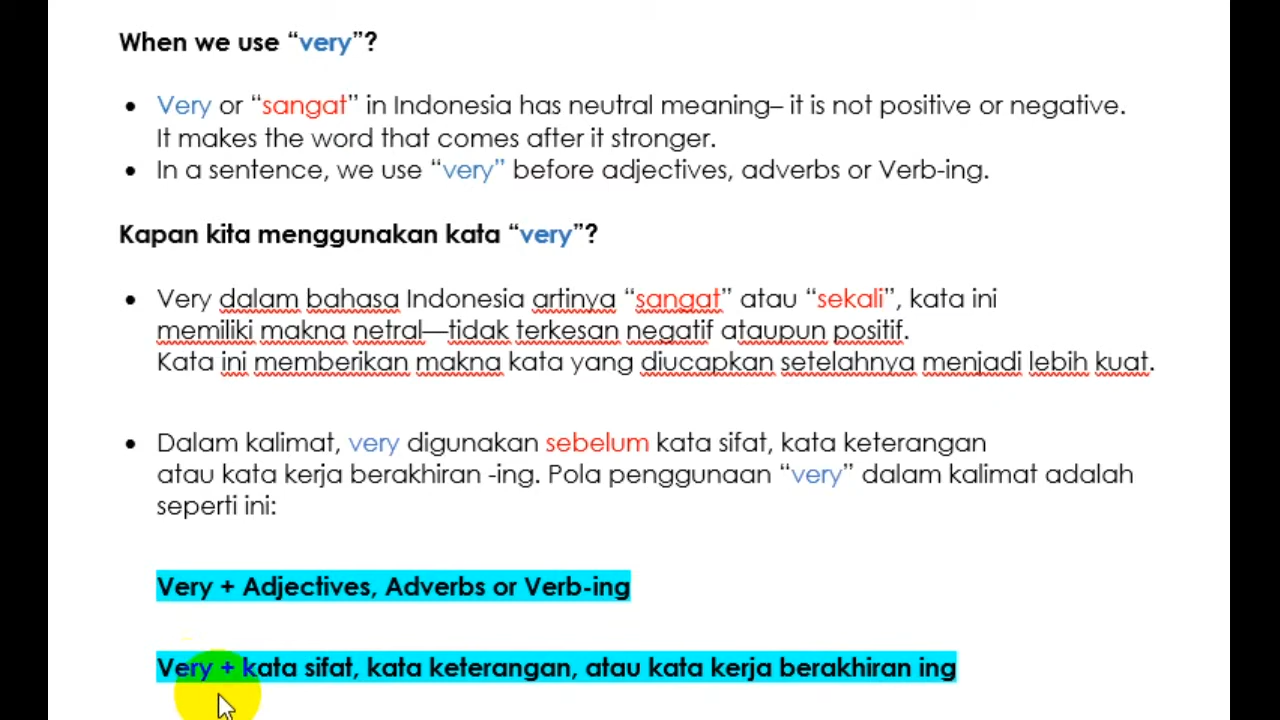 When we use “very”?
Very or “sangat” in Indonesia has neutral meaning– it is not positive or negative.
It makes the word that comes after it stronger.
In a sentence, we use “very” before adjectives, adverbs or Verb-ing.
Kapan kita menggunakan kata “very”?
Very dalam bahasa Indonesia artinya “sangat” atau “sekali”, kata ini
memiliki makna netral—tidak terkesan negatif ataupun positif.
Kata ini memberikan makna kata yang diucapkan setelahnya menjadi lebih kuat.
Dalam kalimat, very digunakan sebelum kata sifat, kata keterangan
atau kata kerja berakhiran -ing. Pola penggunaan “very” dalam kalimat adalah
seperti ini:
Very + Adjectives, Adverbs or Verb-ing
Very + kata sifat, kata keterangan, atau kata kerja berakhiran ing